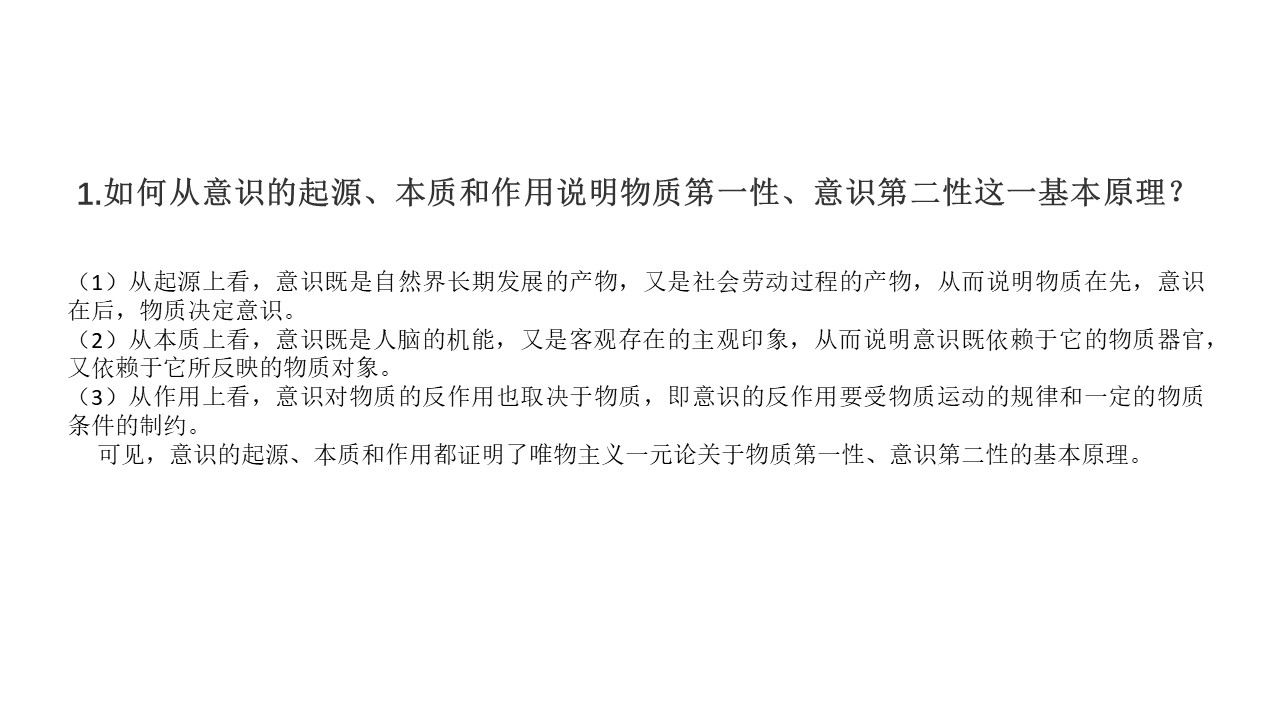 1.如何从意识的起源、本质和作用说明物质第一性、意识第二性这一基本原理？
（1）从起源上看，意识既是自然界长期发展的产物，又是社会劳动过程的产物，从而说明物质在先，意识
在后，物质决定意识。
（2）从本质上看，意识既是人脑的机能，又是客观存在的主观印象，从而说明意识既依赖于它的物质器官，
又依赖于它所反映的物质对象。
（3）从作用上看，意识对物质的反作用也取决于物质，即意识的反作用要受物质运动的规律和一定的物质
条件的制约。
可见，意识的起源、本质和作用都证明了唯物主义一元论关于物质第一性、意识第二性的基本原理。